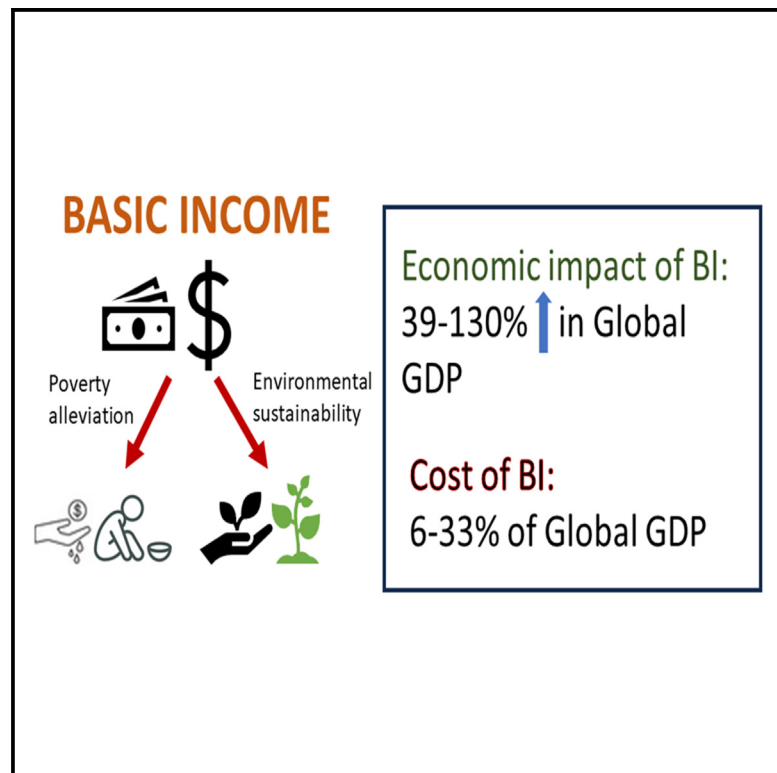 BASIC INCOME
$
Poverty
alleviation
Environmental
sustainability
$
Economic impact of BI:
39-130% in Global
GDP
Cost of BI:
6-33% of Global GDP